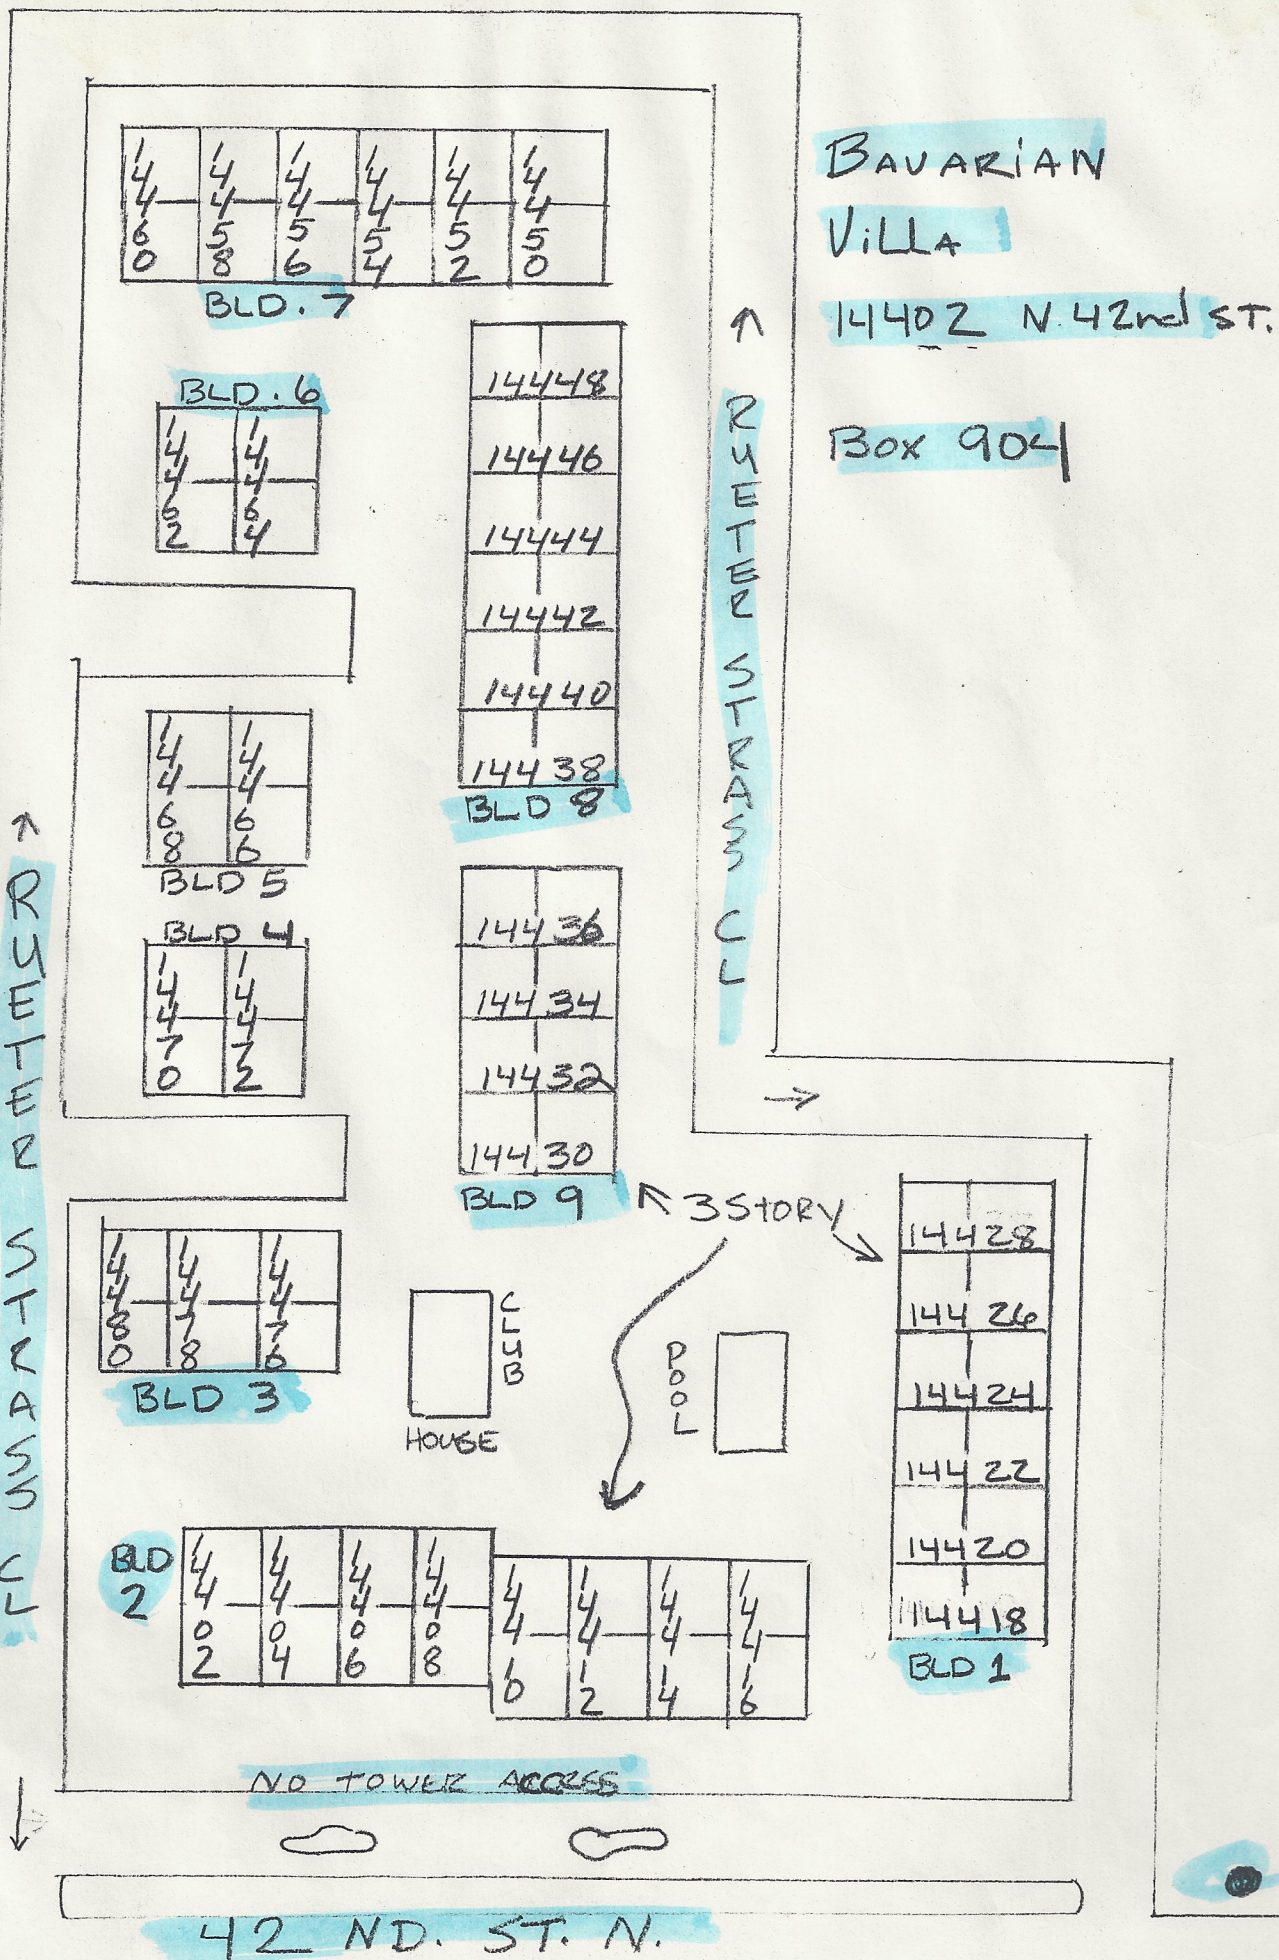 BAVARIAN
VILLA
14402 N. 42nd ST.
BOX 904
14460 14458 14456 14454 14452 14450
BLD. 7
BLD. 6
14462 14464
14448
14446
14444
14442
14440
14438
BLD 8
RUETER STRASS CL
14468 14466
BLD 5
BLD 4
14470 14472
14436
14434
14432
14430
BLD 9
3 STORY
RUETER STRASS CL
14480 14478 14476
BLD 3
CLUB
HOUSE
POOL
14428
14426
14424
14422
14420
14418
BLD 1
BLD
2
14402 14404 14406 14408 14410 14412 14414 14416
NO TOWER ACCESS
42 ND. ST. N.